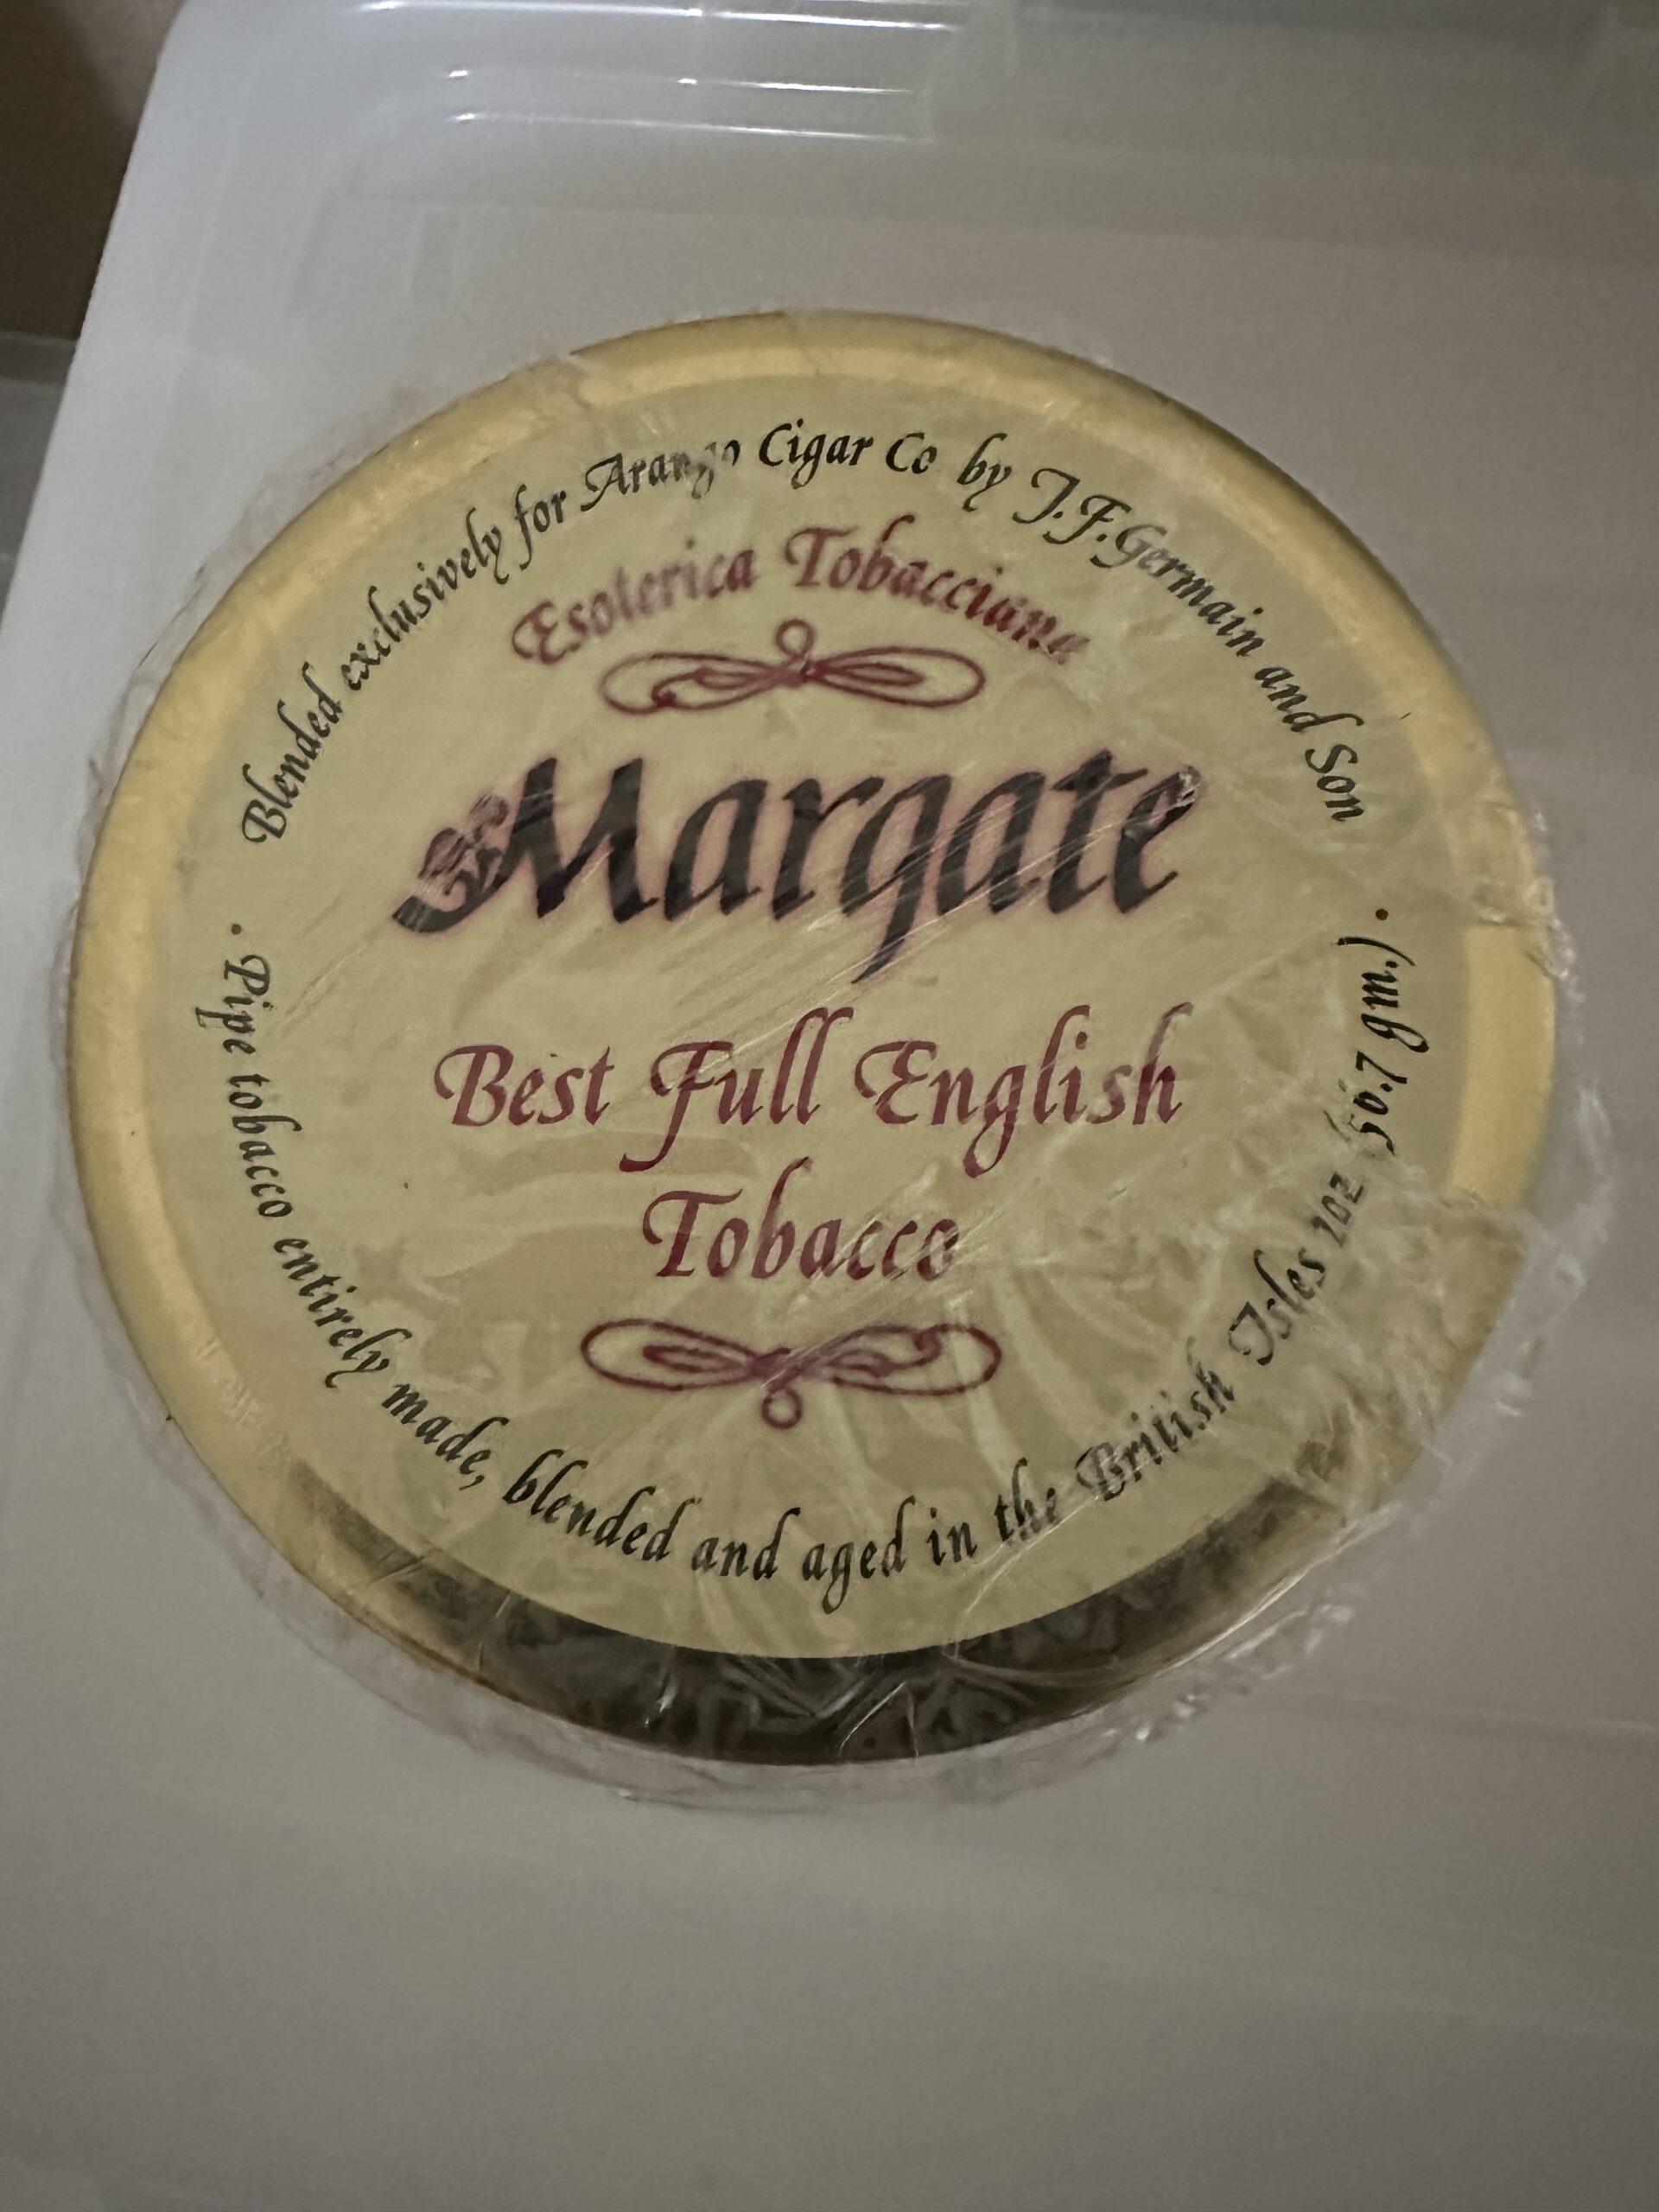 Blended exclusively for Arango Cigar Co by J.F.Germain and Son
Esoterica Tobacciana
Margate
Best Full English
Tobacco
· Pipe tobacco entirely made, blended and aged in the British Isles 2oz (56.7 gm.) ·